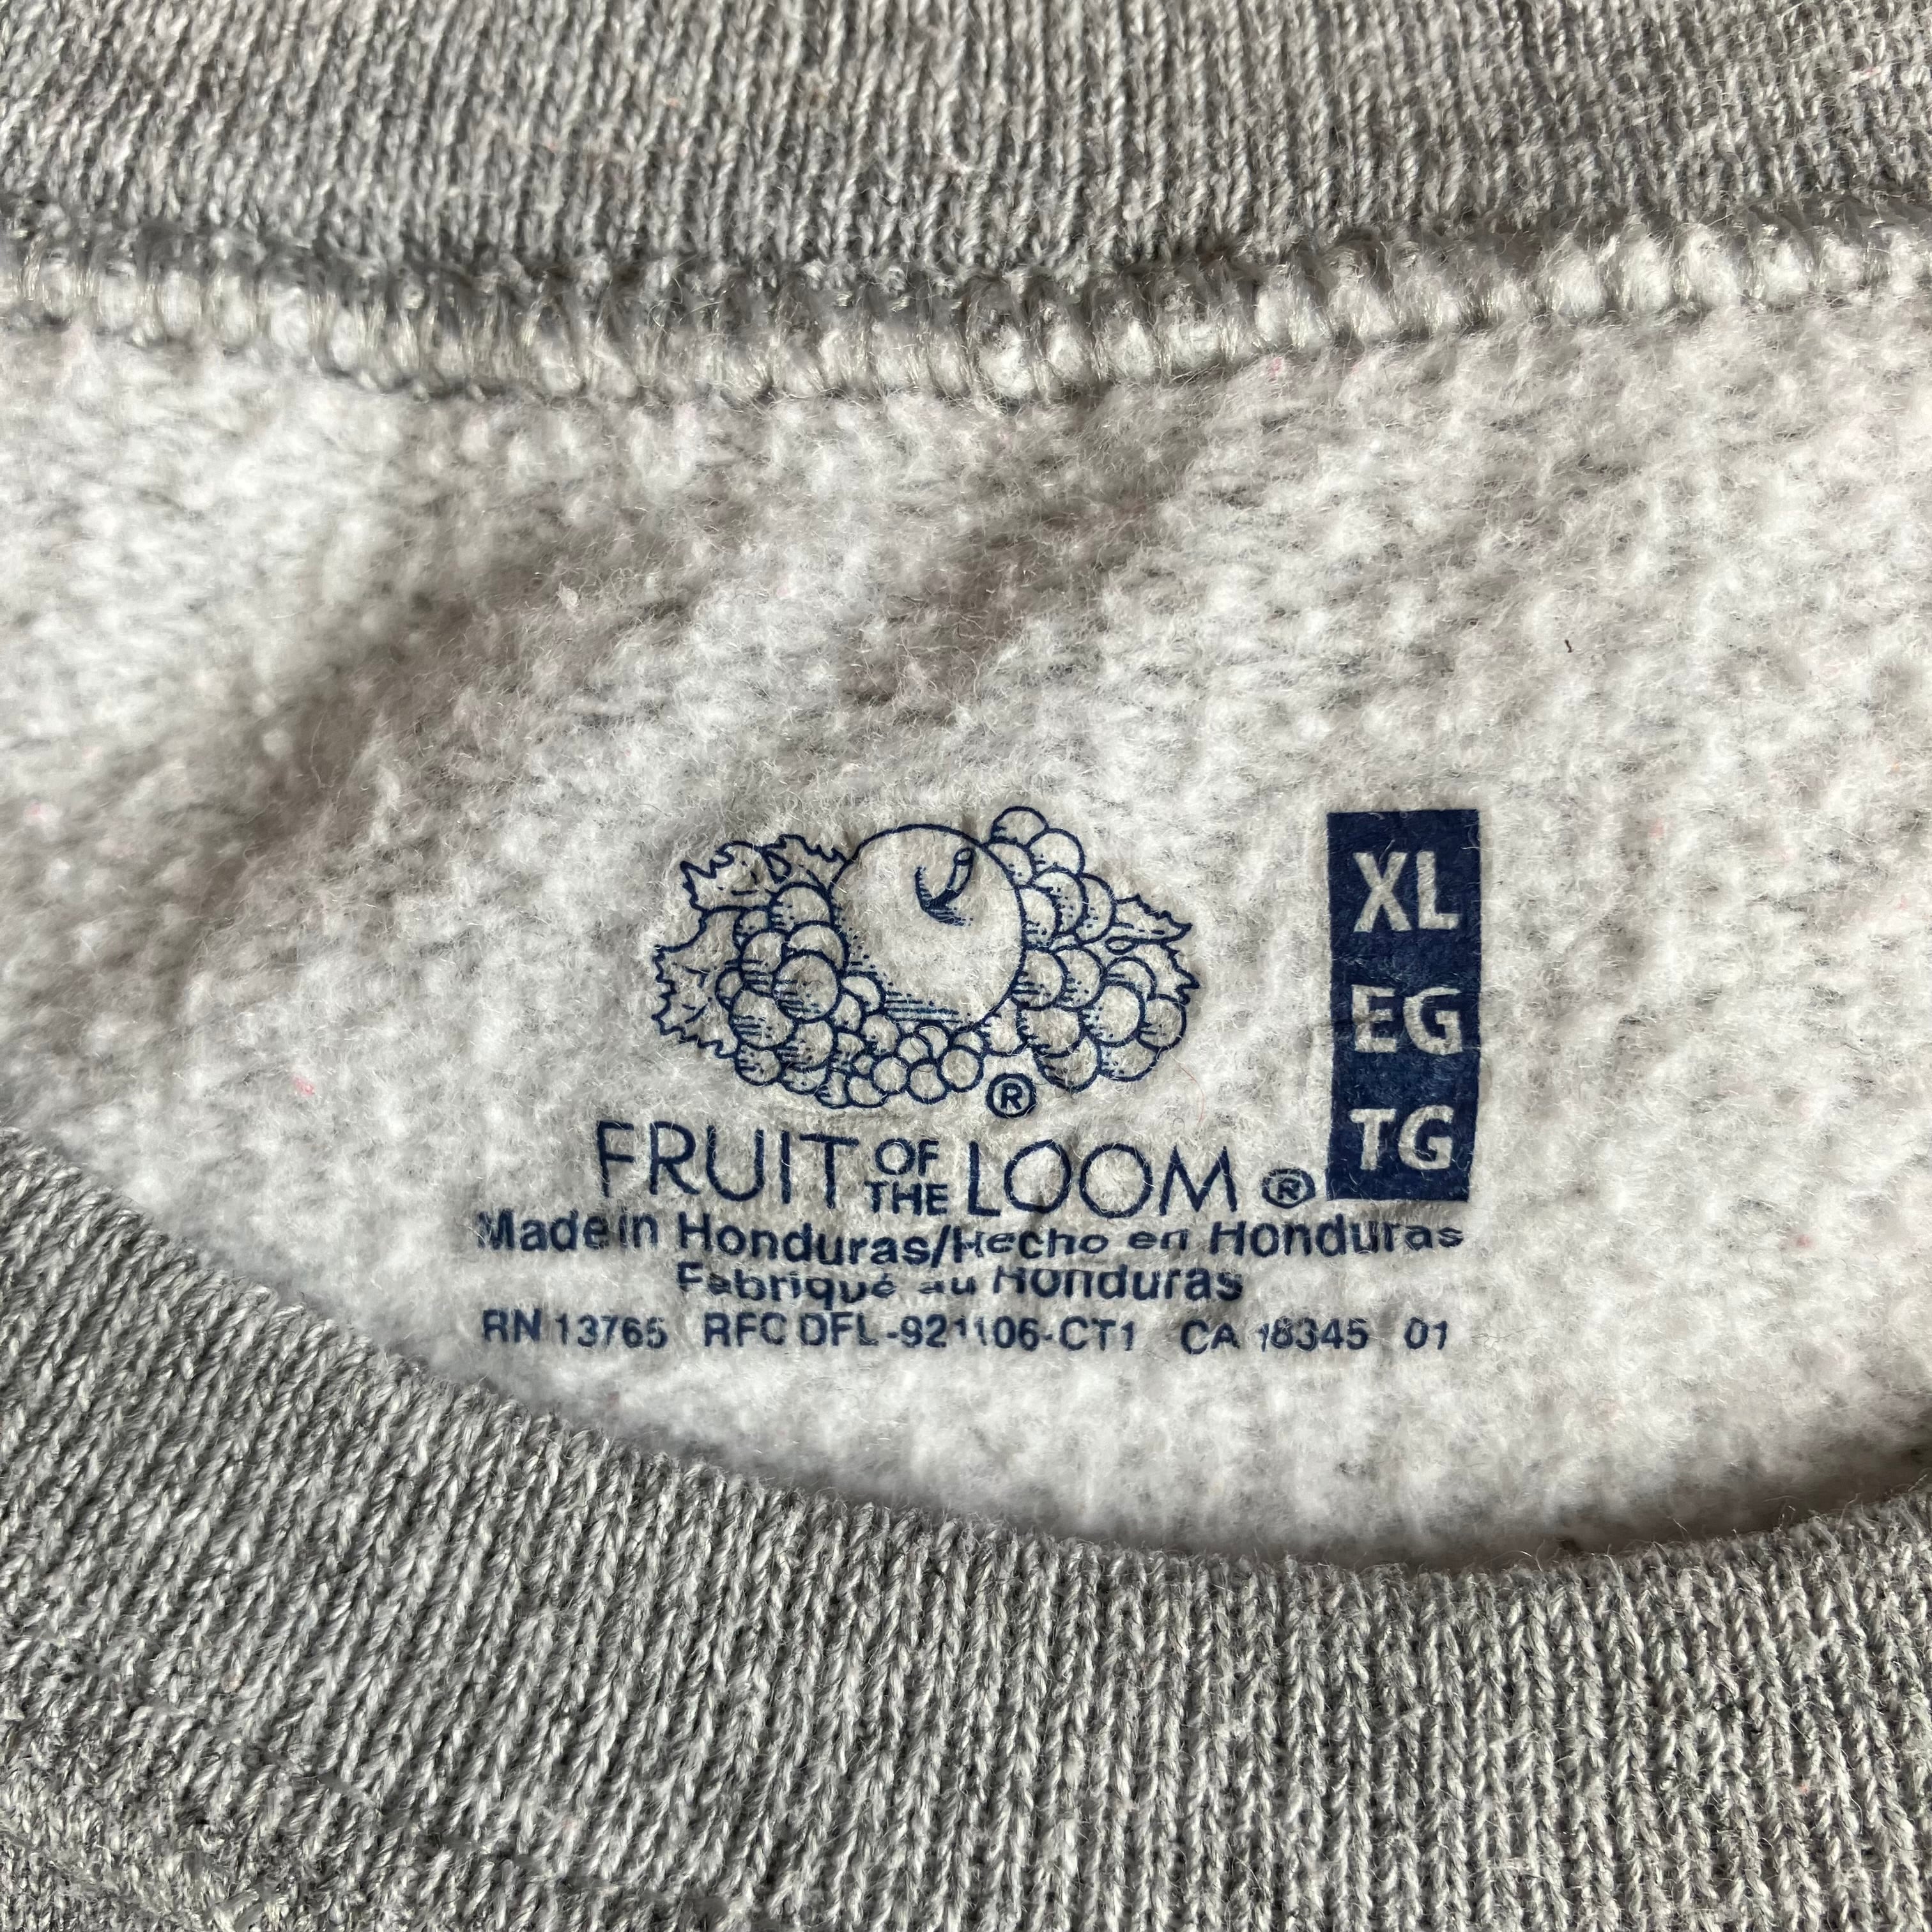 XL
EG
TG
®
FRUIT OF THE LOOM ®
Made in Honduras/Hecho en Honduras
Fabriqué au Honduras
RN 13765 RFC DFL-921106-CT1 CA 18345 01